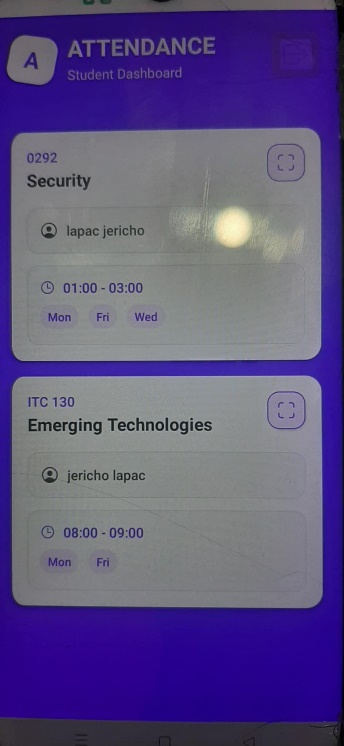 A
ATTENDANCE
Student Dashboard
0292
Security
lapac jericho
01:00 - 03:00
Mon Fri Wed
ITC 130
Emerging Technologies
jericho lapac
08:00 - 09:00
Mon Fri